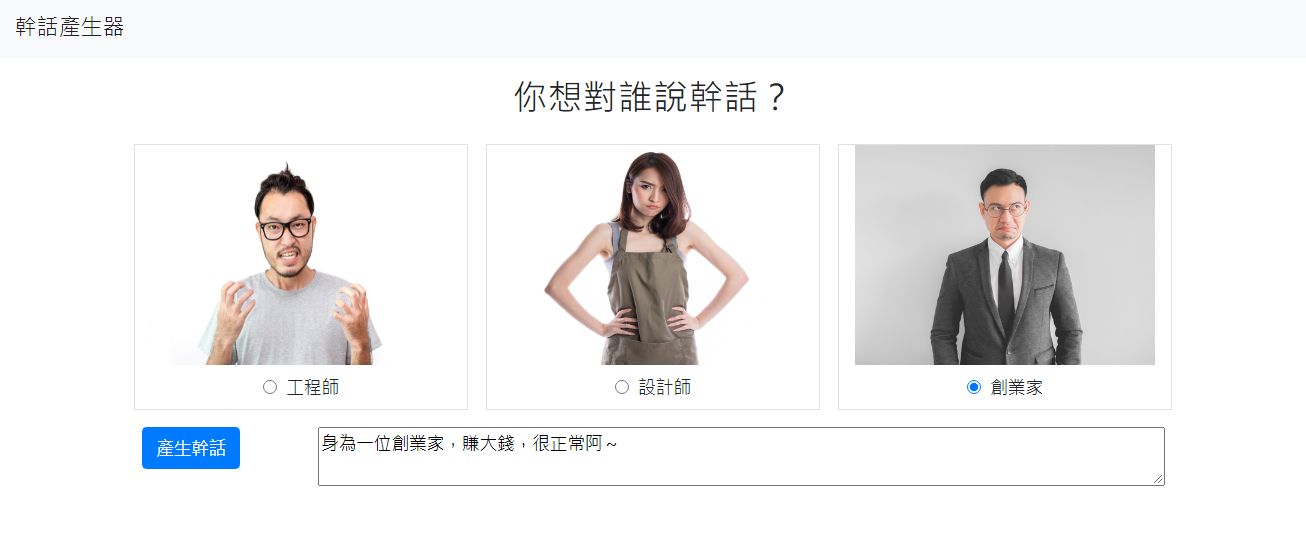 幹話產生器
你想對誰說幹話？
工程師
設計師
創業家
產生幹話
身為一位創業家，賺大錢，很正常阿～